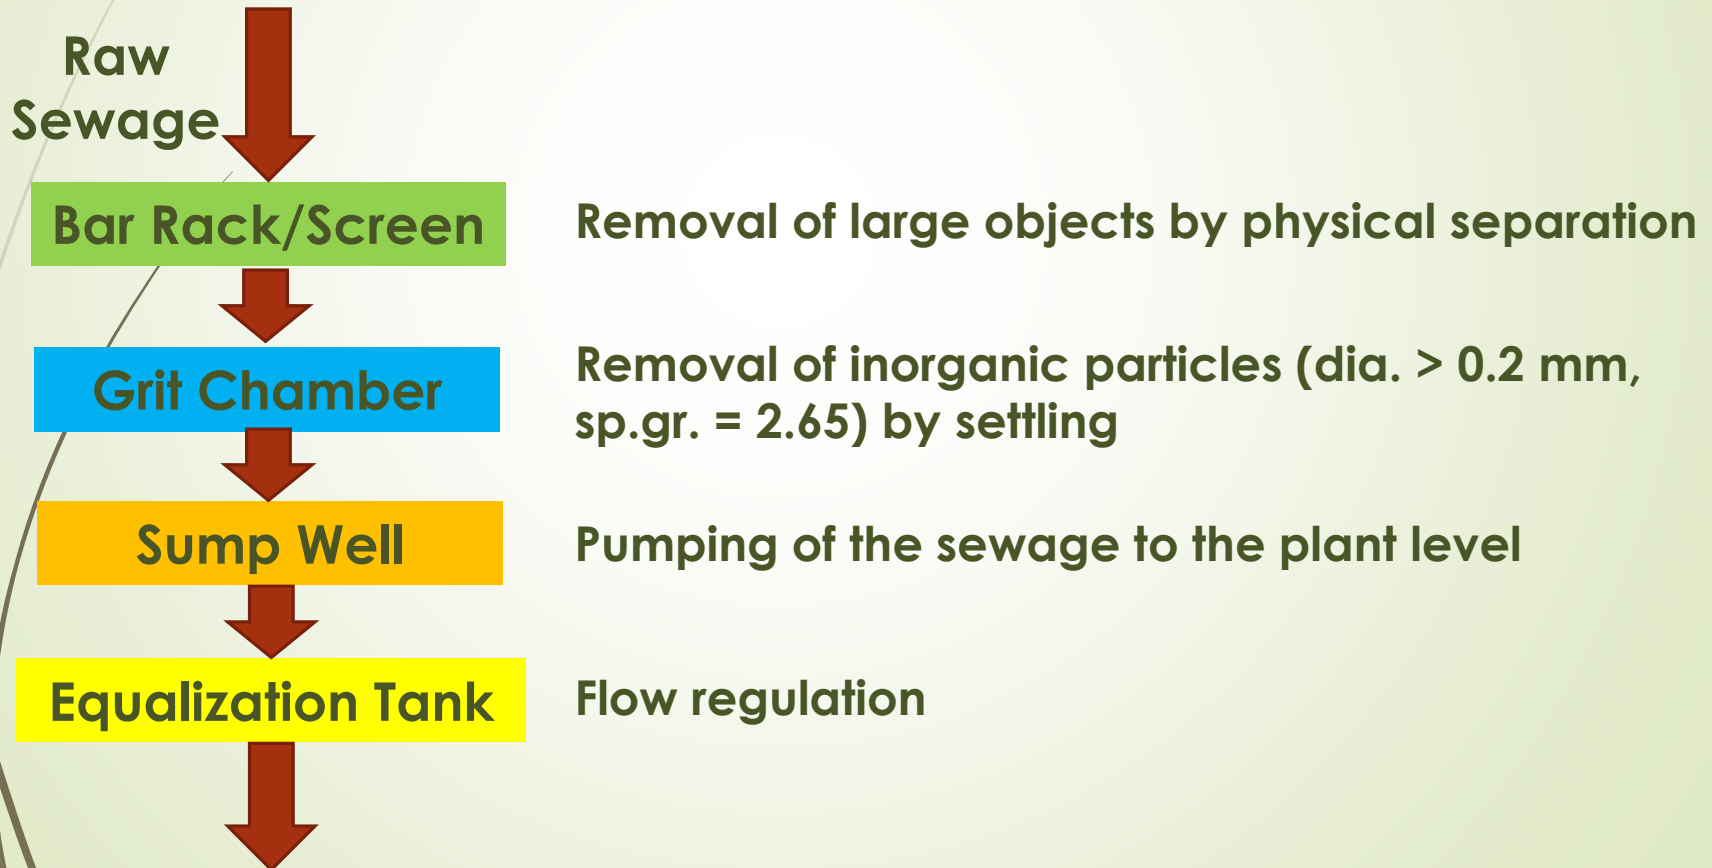 Raw
Sewage
Bar Rack/Screen
Removal of large objects by physical separation
Grit Chamber
Removal of inorganic particles (dia. > 0.2 mm,
sp.gr. = 2.65) by settling
Sump Well
Pumping of the sewage to the plant level
Equalization Tank
Flow regulation